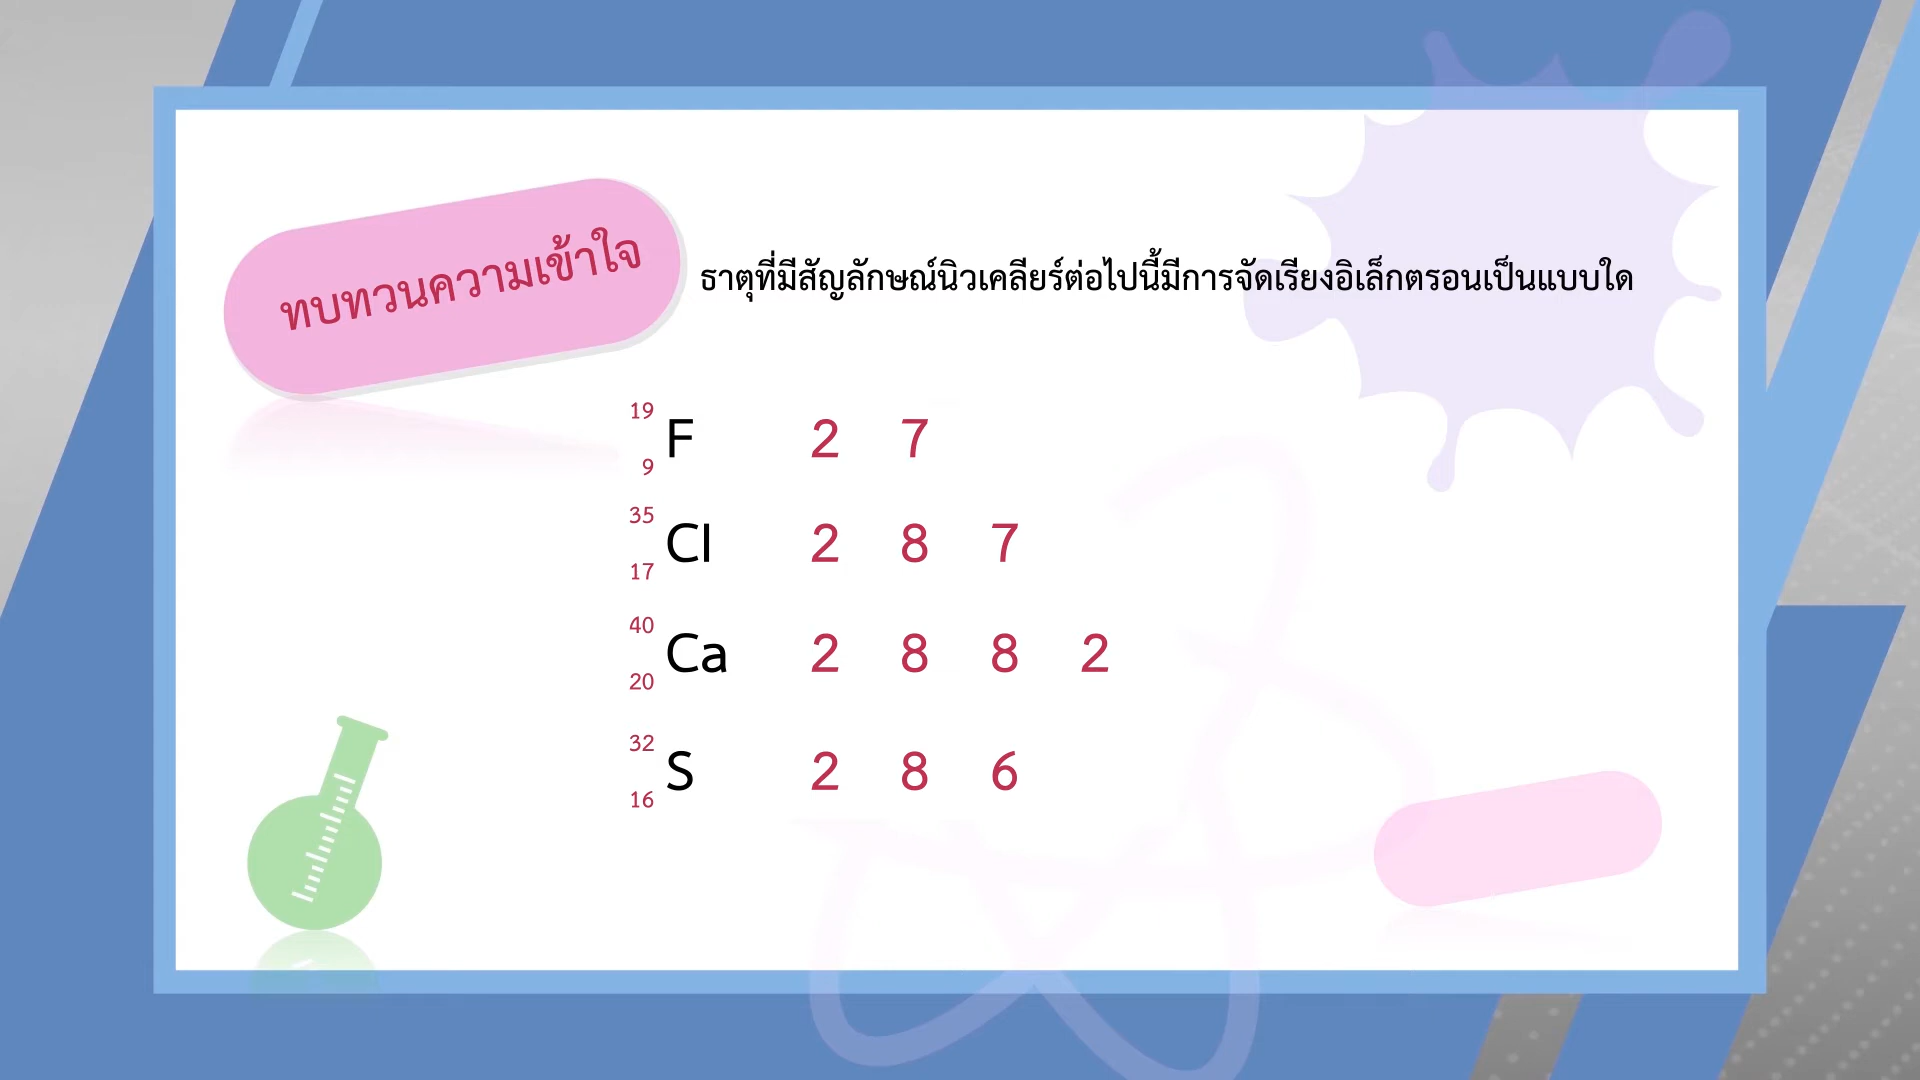 ทบทวนความเข้าใจ
ธาตุที่มีสัญลักษณ์นิวเคลียร์ต่อไปนี้มีการจัดเรียงอิเล็กตรอนเป็นแบบใด
19
9 F 2 7
35
17 Cl 2 8 7
40
20 Ca 2 8 8 2
32
16 S 2 8 6